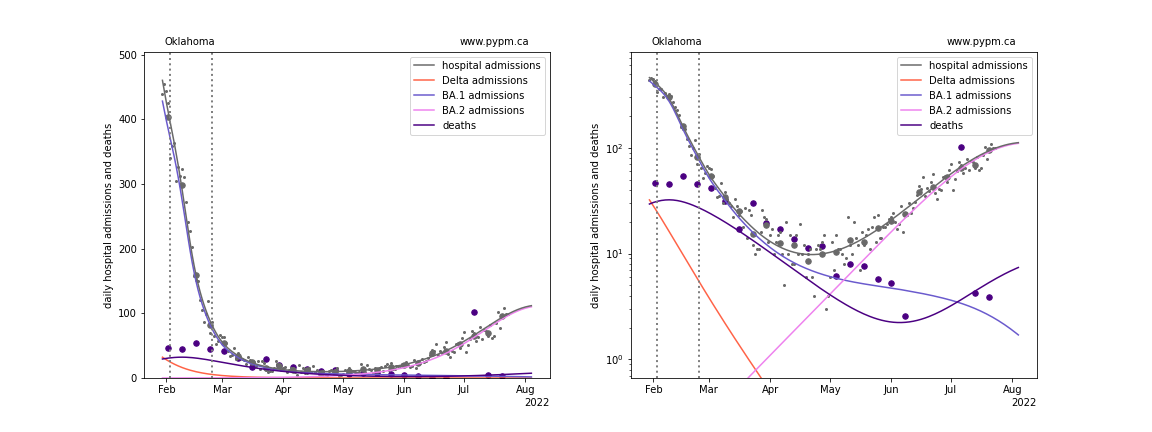 Oklahoma www.pypm.ca
daily hospital admissions and deaths
500
400
300
200
100
0
hospital admissions
Delta admissions
BA.1 admissions
BA.2 admissions
deaths
Feb Mar Apr May Jun Jul Aug
2022
Oklahoma www.pypm.ca
daily hospital admissions and deaths
10²
10¹
10⁰
hospital admissions
Delta admissions
BA.1 admissions
BA.2 admissions
deaths
Feb Mar Apr May Jun Jul Aug
2022